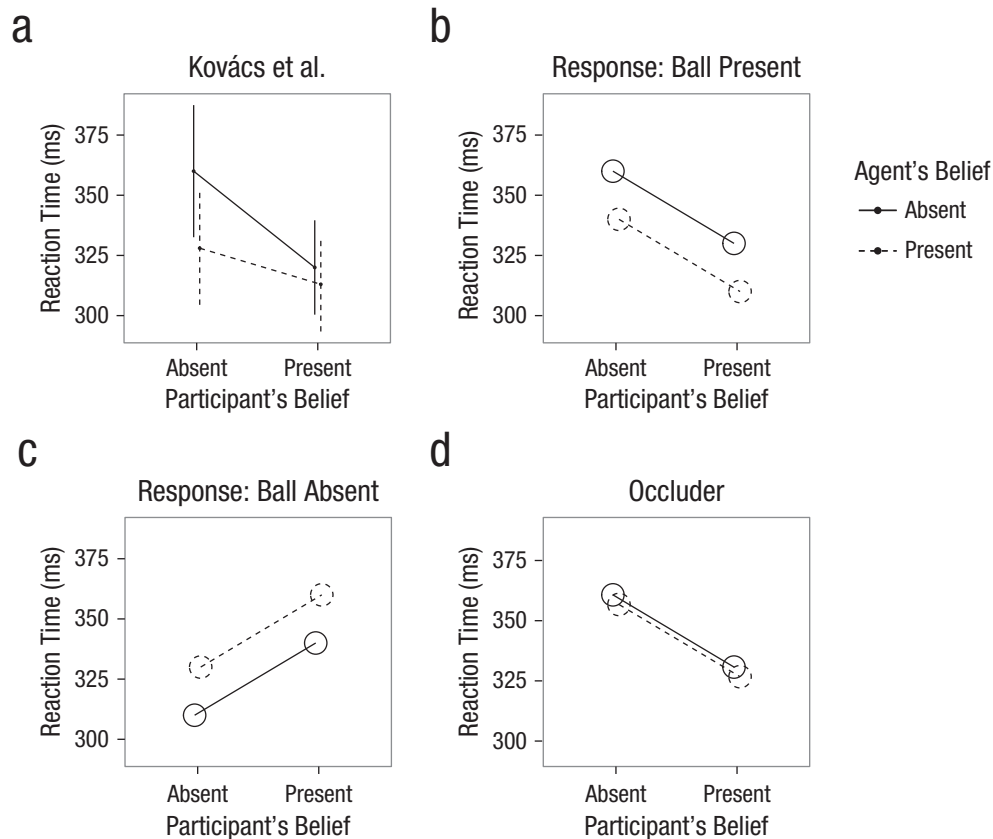 a
Kovács et al.
Reaction Time (ms)
375
350
325
300
Absent Present
Participant's Belief
b
Response: Ball Present
Reaction Time (ms)
375
350
325
300
Absent Present
Participant's Belief
Agent's Belief
Absent
Present
c
Response: Ball Absent
Reaction Time (ms)
375
350
325
300
Absent Present
Participant's Belief
d
Occluder
Reaction Time (ms)
375
350
325
300
Absent Present
Participant's Belief